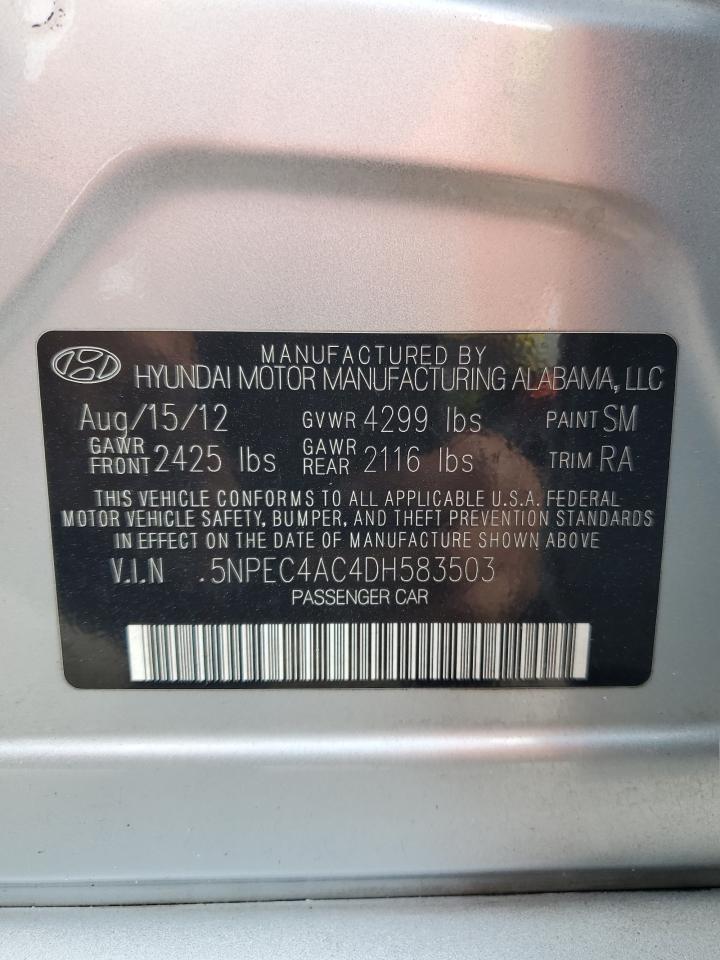 MANUFACTURED BY
HYUNDAI MOTOR MANUFACTURING ALABAMA, LLC
Aug/15/12 GVWR 4299 lbs PAINT SM
GAWR FRONT 2425 lbs GAWR REAR 2116 lbs TRIM RA
THIS VEHICLE CONFORMS TO ALL APPLICABLE U.S.A. FEDERAL
MOTOR VEHICLE SAFETY, BUMPER, AND THEFT PREVENTION STANDARDS
IN EFFECT ON THE DATE OF MANUFACTURE SHOWN ABOVE
V.I.N .5NPEC4AC4DH583503
PASSENGER CAR